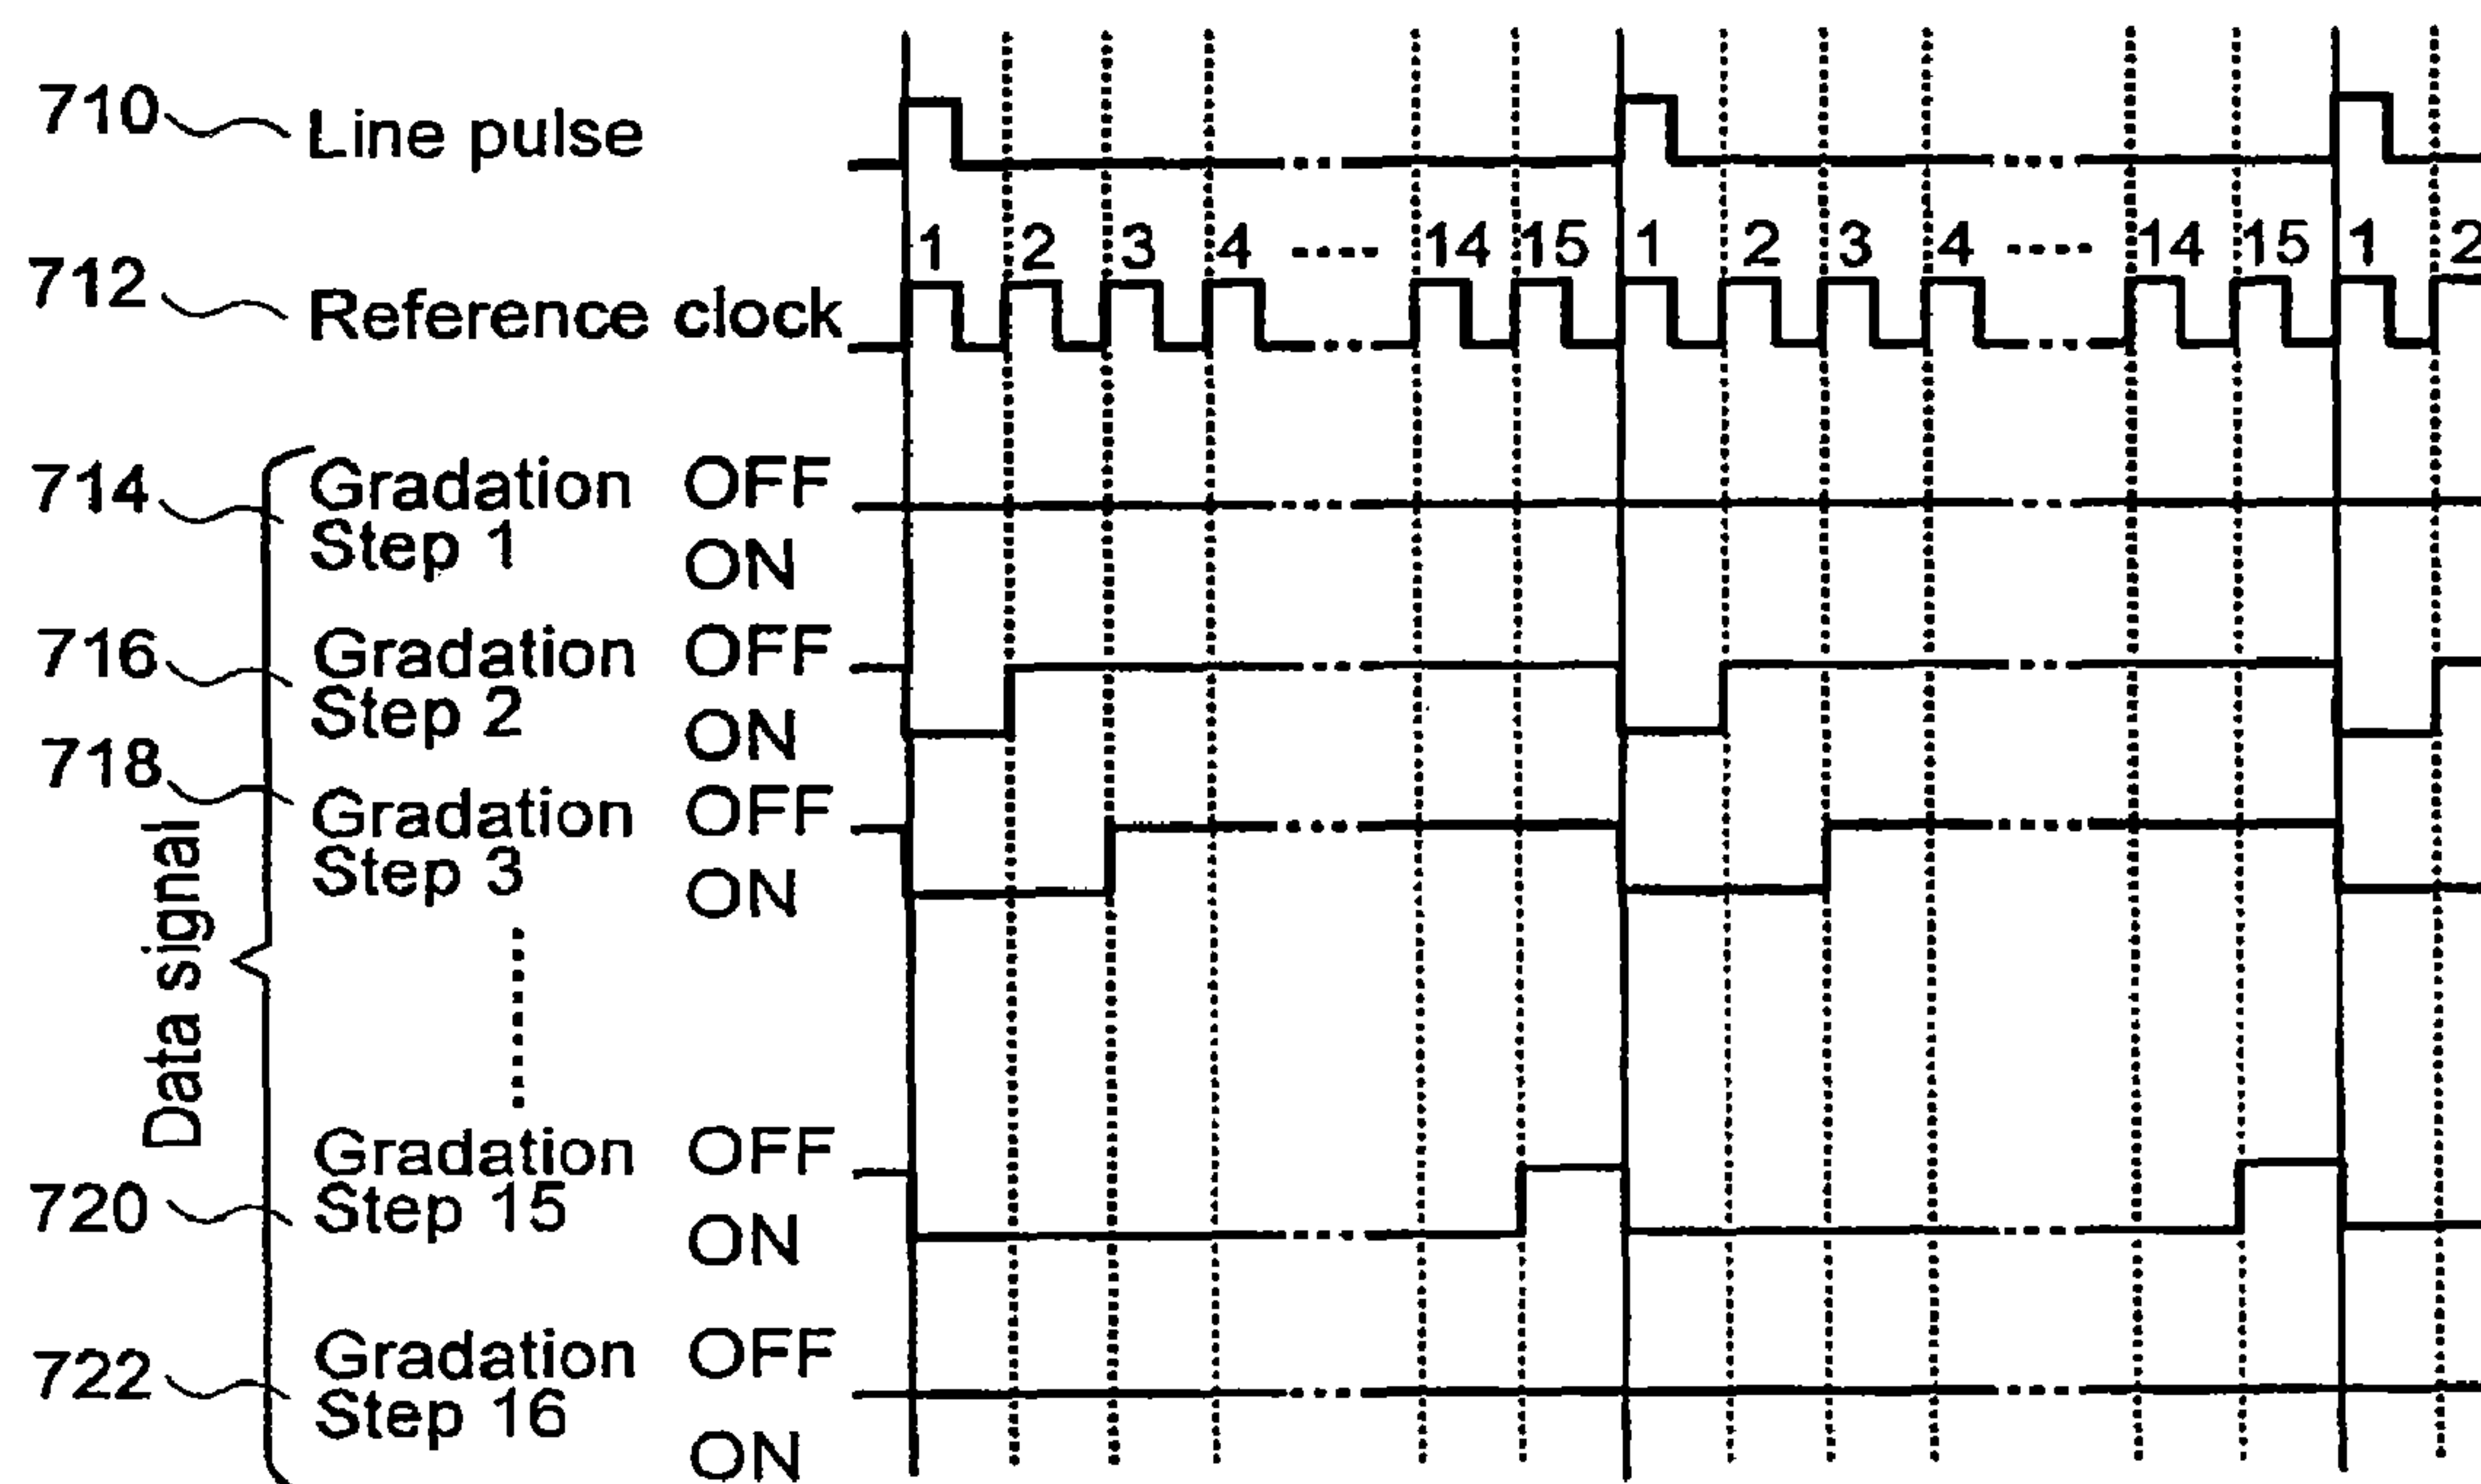 710 Line pulse
1 2 3 4 ···· 14 15 1 2 3 4 ···· 14 15 1 2
712 Reference clock
714 Gradation OFF
Step 1 ON
716 Gradation OFF
Step 2 ON
718 Gradation OFF
Step 3 ON
Data signal
Gradation OFF
720 Step 15 ON
722 Gradation OFF
Step 16 ON